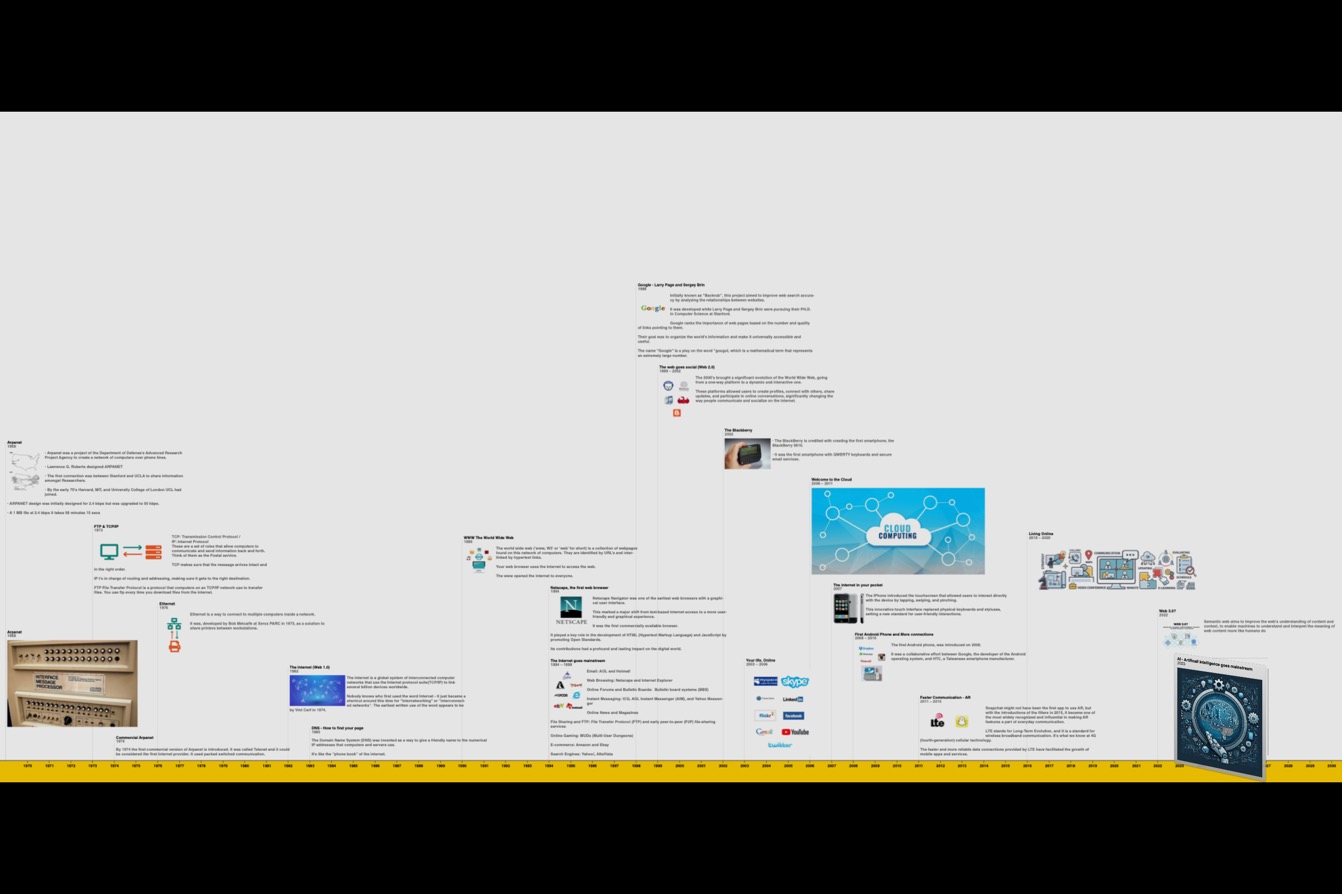 Google - Larry Page and Sergey Brin
1998
Initially known as "Backrub", this project aimed to improve web search accura-
cy by analyzing the relationships between websites.
It was developed while Larry Page and Sergey Brin were pursuing their Ph.D.
in Computer Science at Stanford.
Google ranks the importance of web pages based on the number and quality
of links pointing to them.
Their goal was to organize the world's information and make it universally accessible and
useful.
The name "Google" is a play on the word "googol, which is a mathematical term that represents
an extremely large number.
Google
The web goes social (Web 2.0)
1999 - 2002
The 2000's brought a significant evolution of the World Wide Web, going
from a one-way platform to a dynamic and interactive one.
These platforms allowed users to create profiles, connect with others, share
updates, and participate in online conversations, significantly changing the
way people communicate and socialize on the internet.
The Blackberry
2002
- The BlackBerry is credited with creating the first smartphone, the
BlackBerry
- It was the first smartphone with QWERTY keyboards and secure
email services.
Arpanet
1969
- Arpanet was a project of the Department of Defense's Advanced Research
Project Agency to create a network of computers over phone lines.
- Lawrence G. Roberts designed ARPANET
- The first connection was between Stanford and UCLA to share information
amongst Researchers.
- By the early 70's Harvard, MIT, and University College of London UCL had
joined.
- ARPANET design was initially designed for 2.4 kbps but was upgraded to 50 kbps.
Welcome to the Cloud
2006 - 2011
CLOUD
COMPUTING
FTP & TCP/IP
TCP: Transmission Control Protocol /
IP: Internet Protocol
These are a set of rules that allow computers to
communicate and send information back and forth.
Think of them as the Postal service
TCP makes sure that the message arrives intact and
in the right order.
IP is in charge of routing and addressing, making sure it gets to the right destination.
FTP File Transfer Protocol is a protocol that computers on an TCP/IP network use to transfer
files. You use ftp every time you download files from the internet.
WWW The World Wide Web
The world wide web ('www, W3' or 'web' for short) is a collection of webpages
found on this network of computers. They are identified by URLs and inter-
linked by hypertext links.
Your web browser uses the internet to access the web.
The were opened the internet to everyone.
Living Online
Netscape, the first web browser
1994
Netscape Navigator was one of the earliest web browsers with a graphi-
cal user interface.
This marked a major shift from text-based internet access to a more user-
friendly and graphical experience.
It was the first commercially available browser.
N
NETSCAPE
It played a key role in the development of HTML (Hypertext Markup Language) and JavaScript by
promoting Open Standards.
Its contributions had a profound and lasting impact on the digital world.
The internet in your pocket
2007
The iPhone introduced the touchscreen that allowed users to interact directly
with the device by tapping, swiping, and pinching.
This innovative touch interface replaced physical keyboards and styluses,
setting a new standard for user-friendly interactions.
Ethernet
Ethernet is a way to connect to multiple computers inside a network.
It was, developed by Bob Metcalfe at Xerox PARC in 1973, as a solution to
share printers between workstations.
Web 3.0?
WEB 3.0?
Semantic web aims to improve the web's understanding of content and
context, to enable machines to understand and interpret the meaning of
web content more like humans do
Arpanet
1969
INTERFACE
MESSAGE
PROCESSOR
First Android Phone and More connections
The first Android phone, was introduced on 2008.
It was a collaborative effort between Google, the developer of the Android
operating system, and HTC, a Taiwanese smartphone manufacturer.
The internet goes mainstream
Email: AOL and Hotmail
Web Browsing: Netscape and Internet Explorer
Online Forums and Bulletin Boards: Bulletin board systems (BBS)
Instant Messaging: ICQ, AOL Instant Messenger (AIM), and Yahoo Messen-
ger
Online News and Magazines
File Sharing and FTP: File Transfer Protocol (FTP) and early peer-to-peer (P2P) file-sharing
services
Online Gaming: MUDs (Multi-User Dungeons)
E-commerce: Amazon and Ebay
Search Engines: Yahoo!, AltaVista
Your life, Online
2003 - 2006
skype
LinkedIn
flickr
facebook
Gmail
YouTube
twitter
The Internet (Web 1.0)
The Internet is a global system of interconnected computer
networks that use the Internet protocol suite(TCP/IP) to link
several billion devices worldwide.
Nobody knows who first used the word Internet - it just became a
shortcut around this time for "internetworking" or "interconnect-
ed networks". The earliest written use of the word appears to be
by Vint Cerf in 1974.
AI - Artificial Intelligence goes mainstream
Faster Communication - AR
lte
Snapchat might not have been the first app to use AR, but
with the introductions of the filters in 2015, it became one of
the most widely recognized and influential in making AR
features a part of everyday communication.
LTE stands for Long-Term Evolution, and it is a standard for
wireless broadband communication. It's what we know as 4G
(fourth-generation) cellular technology.
The faster and more reliable data connections provided by LTE have facilitated the growth of
mobile apps and services.
Commercial Arpanet
1974
By 1974 the first commercial version of Arpanet is introduced. It was called Telenet and it could
be considered the first internet provider. It used packed switched communication.
DNS - How to find your page
1983
The Domain Name System (DNS) was invented as a way to give a friendly name to the numerical
IP addresses that computers and servers use.
It's like the "phone book" of the internet.
1970 1971 1972 1973 1974 1975 1976 1977 1978 1979 1980 1981 1982 1983 1984 1985 1986 1987 1988 1989 1990 1991 1992 1993 1994 1995 1996 1997 1998 1999 2000 2001 2002 2003 2004 2005 2006 2007 2008 2009 2010 2011 2012 2013 2014 2015 2016 2017 2018 2019 2020 2021 2022 2023 2028 2029 2030